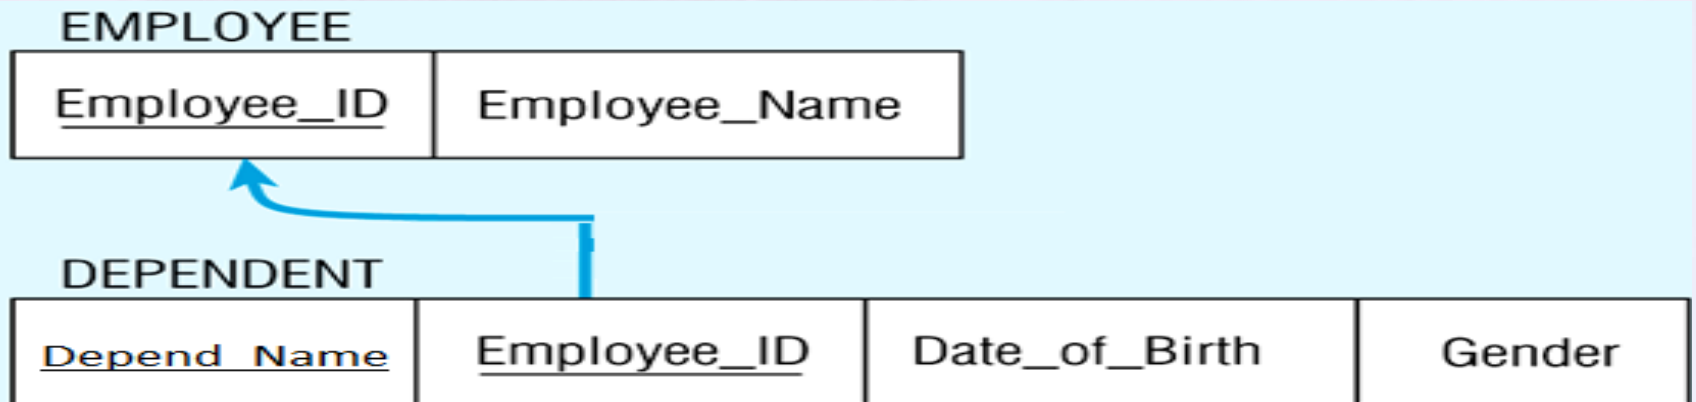 EMPLOYEE
Employee_ID Employee_Name
DEPENDENT
Depend_Name Employee_ID Date_of_Birth Gender